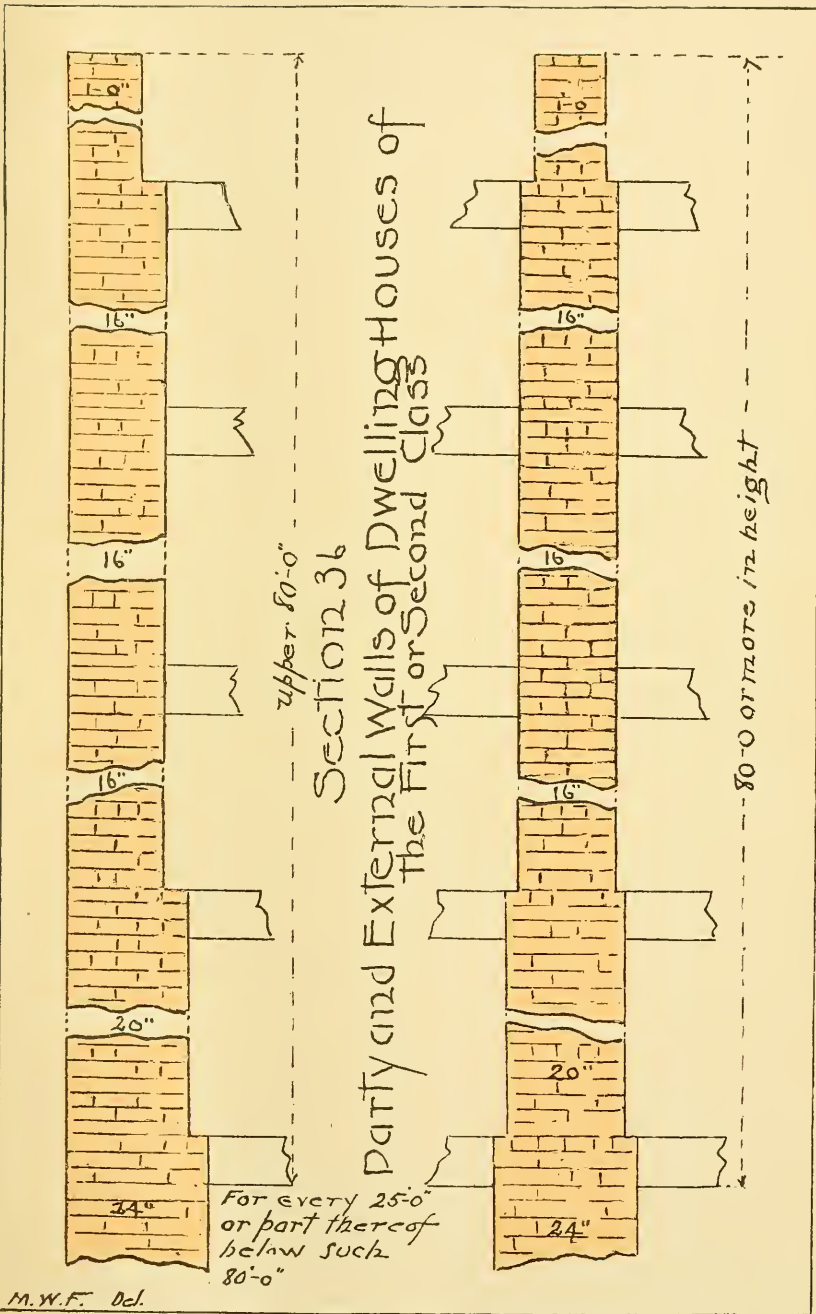 1'-0"
16"
16"
16"
20"
24"
For every 25'-0"
or part thereof
below such
80'-0"
upper 80'-0"
Section 36
Party and External Walls of Dwelling Houses of
the First or Second Class
1'-0
16"
16
16"
20"
24"
80'-0 or more in height
M.W.F. Del.